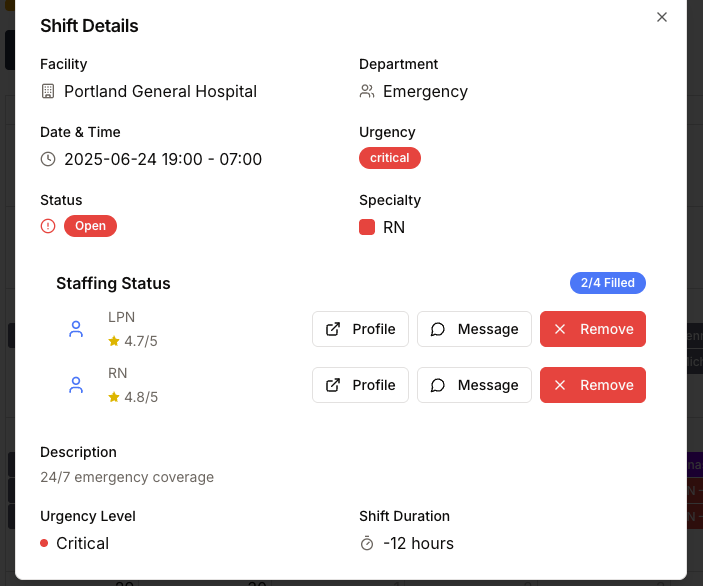 Shift Details
Facility
Department
Portland General Hospital
Emergency
Date & Time
Urgency
2025-06-24 19:00 - 07:00
critical
Status
Specialty
Open
RN
Staffing Status
2/4 Filled
LPN
4.7/5
Profile
Message
Remove
RN
4.8/5
Profile
Message
Remove
Description
24/7 emergency coverage
Urgency Level
Shift Duration
Critical
-12 hours